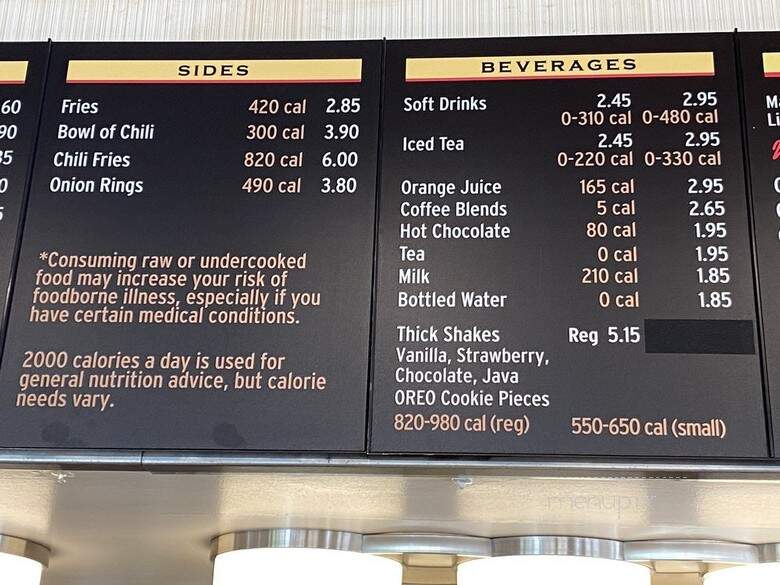 60
90
35
0
5
SIDES
Fries 420 cal 2.85
Bowl of Chili 300 cal 3.90
Chili Fries 820 cal 6.00
Onion Rings 490 cal 3.80
*Consuming raw or undercooked
food may increase your risk of
foodborne illness, especially if you
have certain medical conditions.
2000 calories a day is used for
general nutrition advice, but calorie
needs vary.
BEVERAGES
Soft Drinks 2.45 2.95
0-310 cal 0-480 cal
Iced Tea 2.45 2.95
0-220 cal 0-330 cal
Orange Juice 165 cal 2.95
Coffee Blends 5 cal 2.65
Hot Chocolate 80 cal 1.95
Tea 0 cal 1.95
Milk 210 cal 1.85
Bottled Water 0 cal 1.85
Thick Shakes Reg 5.15
Vanilla, Strawberry,
Chocolate, Java
OREO Cookie Pieces
820-980 cal (reg) 550-650 cal (small)
Li